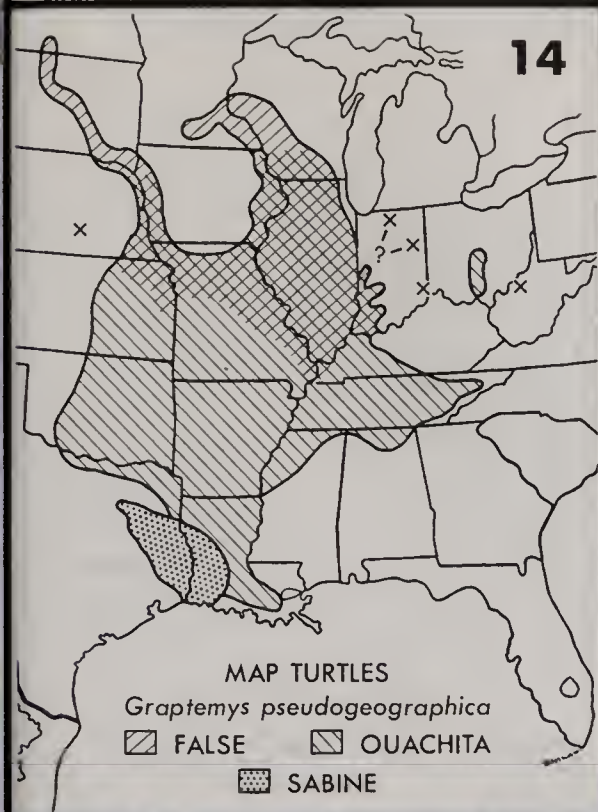 14
?
MAP TURTLES
Graptemys pseudogeographica
FALSE OUACHITA
SABINE